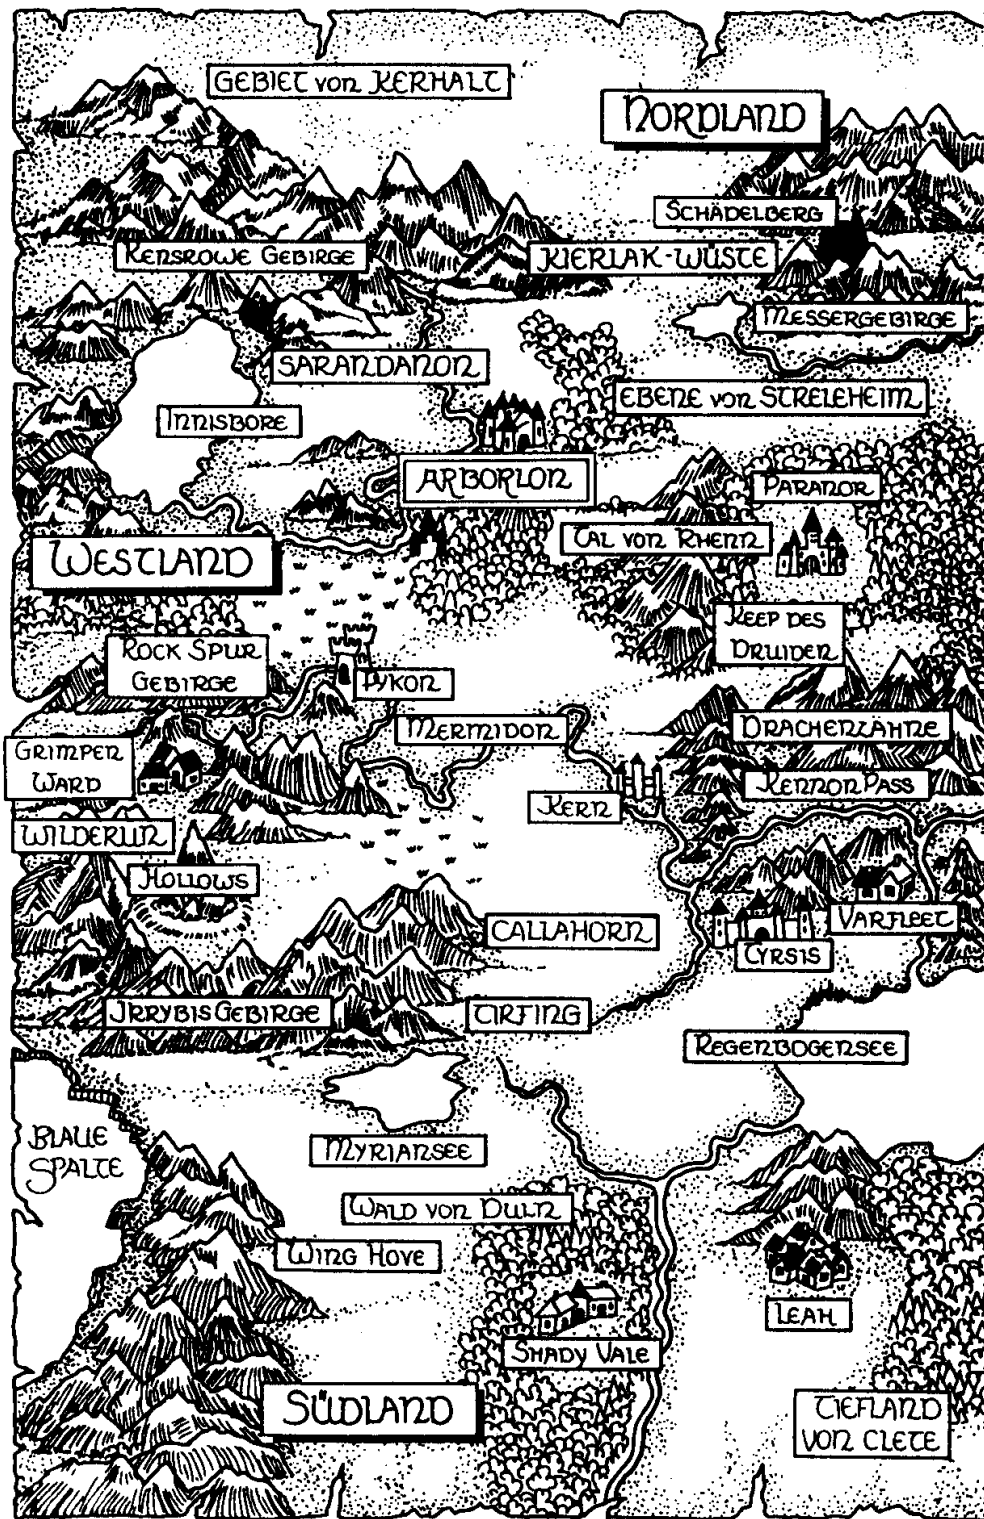 GEBIET von KERHALT
NORDLAND
SCHÄDELBERG
KENSROWE GEBIRGE
KIERLAK-WÜSTE
MESSERGEBIRGE
SARANDANON
EBENE von STRELEHEIM
INNISBORE
ARBORLON
PARANOR
TAL VON RHENN
WESTLAND
KEEP DES
DRUIDEN
ROCK SPUR
GEBIRGE
PYKON
MERMIDON
DRACHENZÄHNE
GRIMPEN
WARD
KENNON PASS
KERN
WILDERUN
HOLLOWS
VARFLEET
CALLAHORN
TYRSIS
IRRYBIS GEBIRGE
TIRFING
REGENBOGENSEE
BLAUE
SPALTE
MYRIANSEE
WALD VON DULN
WING HOVE
LEAH
SHADY VALE
SÜDLAND
TIEFLAND
VON CLETE